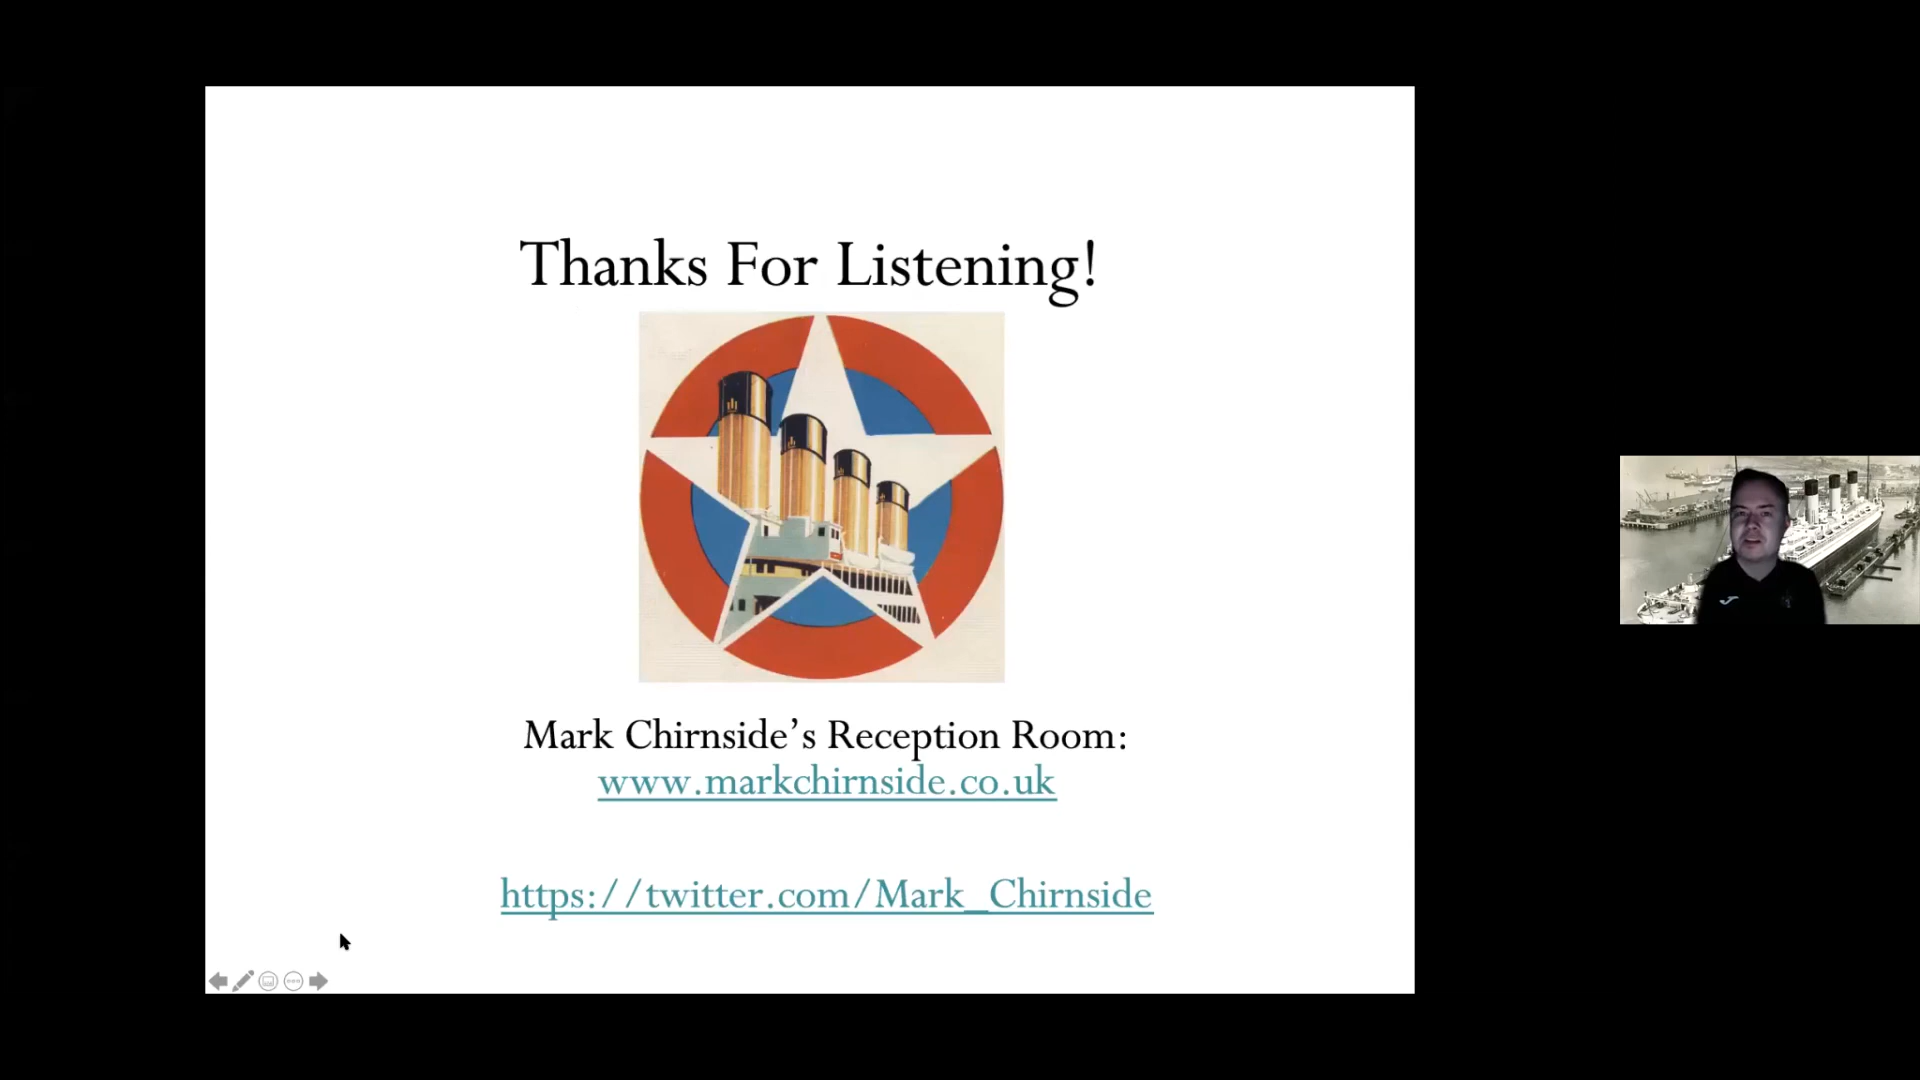 Thanks For Listening!
Mark Chirnside’s Reception Room:
www.markchirnside.co.uk
https://twitter.com/Mark_Chirnside